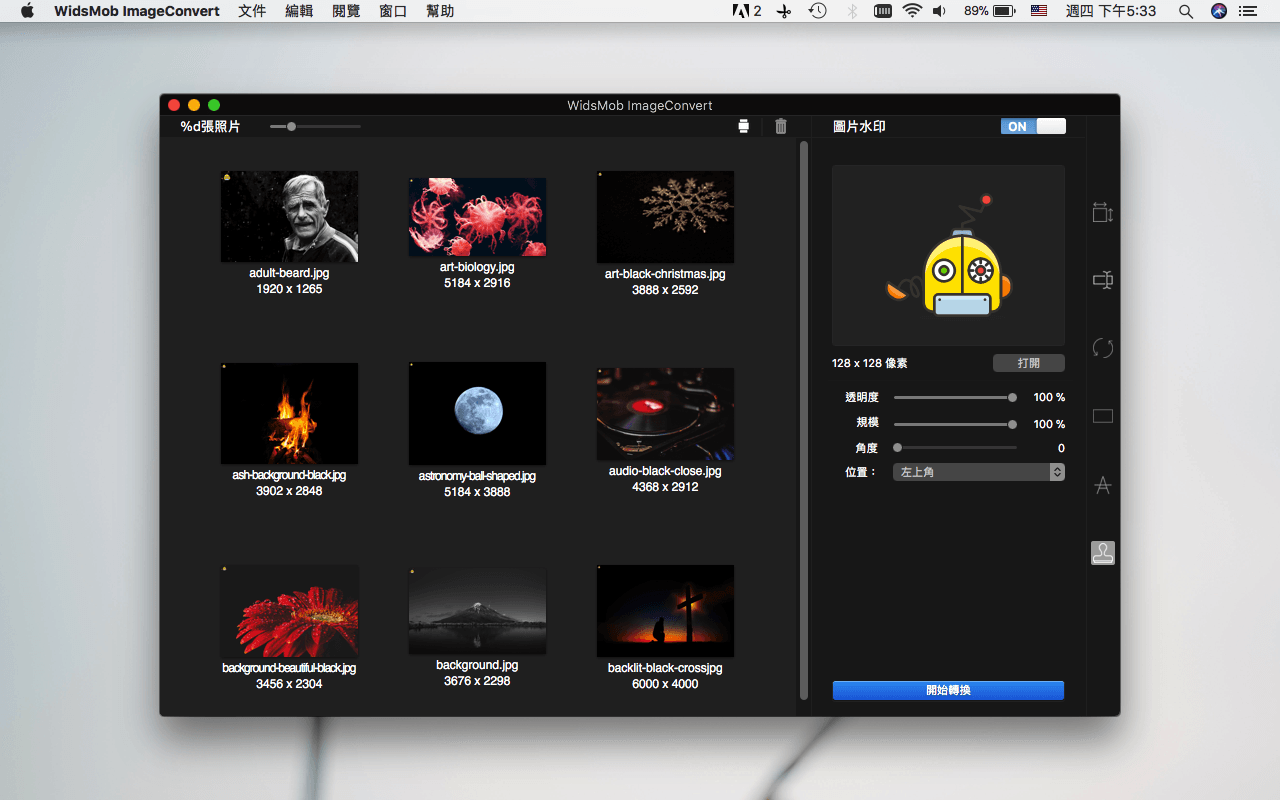 WidsMob ImageConvert 文件 編輯 閱覽 窗口 幫助 2 89% 週四 下午5:33
WidsMob ImageConvert
%d張照片
圖片水印 ON
adult-beard.jpg
1920 x 1265
art-biology.jpg
5184 x 2916
art-black-christmas.jpg
3888 x 2592
ash-background-black.jpg
3902 x 2848
astronomy-ball-shaped.jpg
5184 x 3888
audio-black-close.jpg
4368 x 2912
background-beautiful-black.jpg
3456 x 2304
background.jpg
3676 x 2298
backlit-black-crossjpg
6000 x 4000
128 x 128 像素 打開
透明度 100 %
規模 100 %
角度 0
位置： 左上角
開始轉換